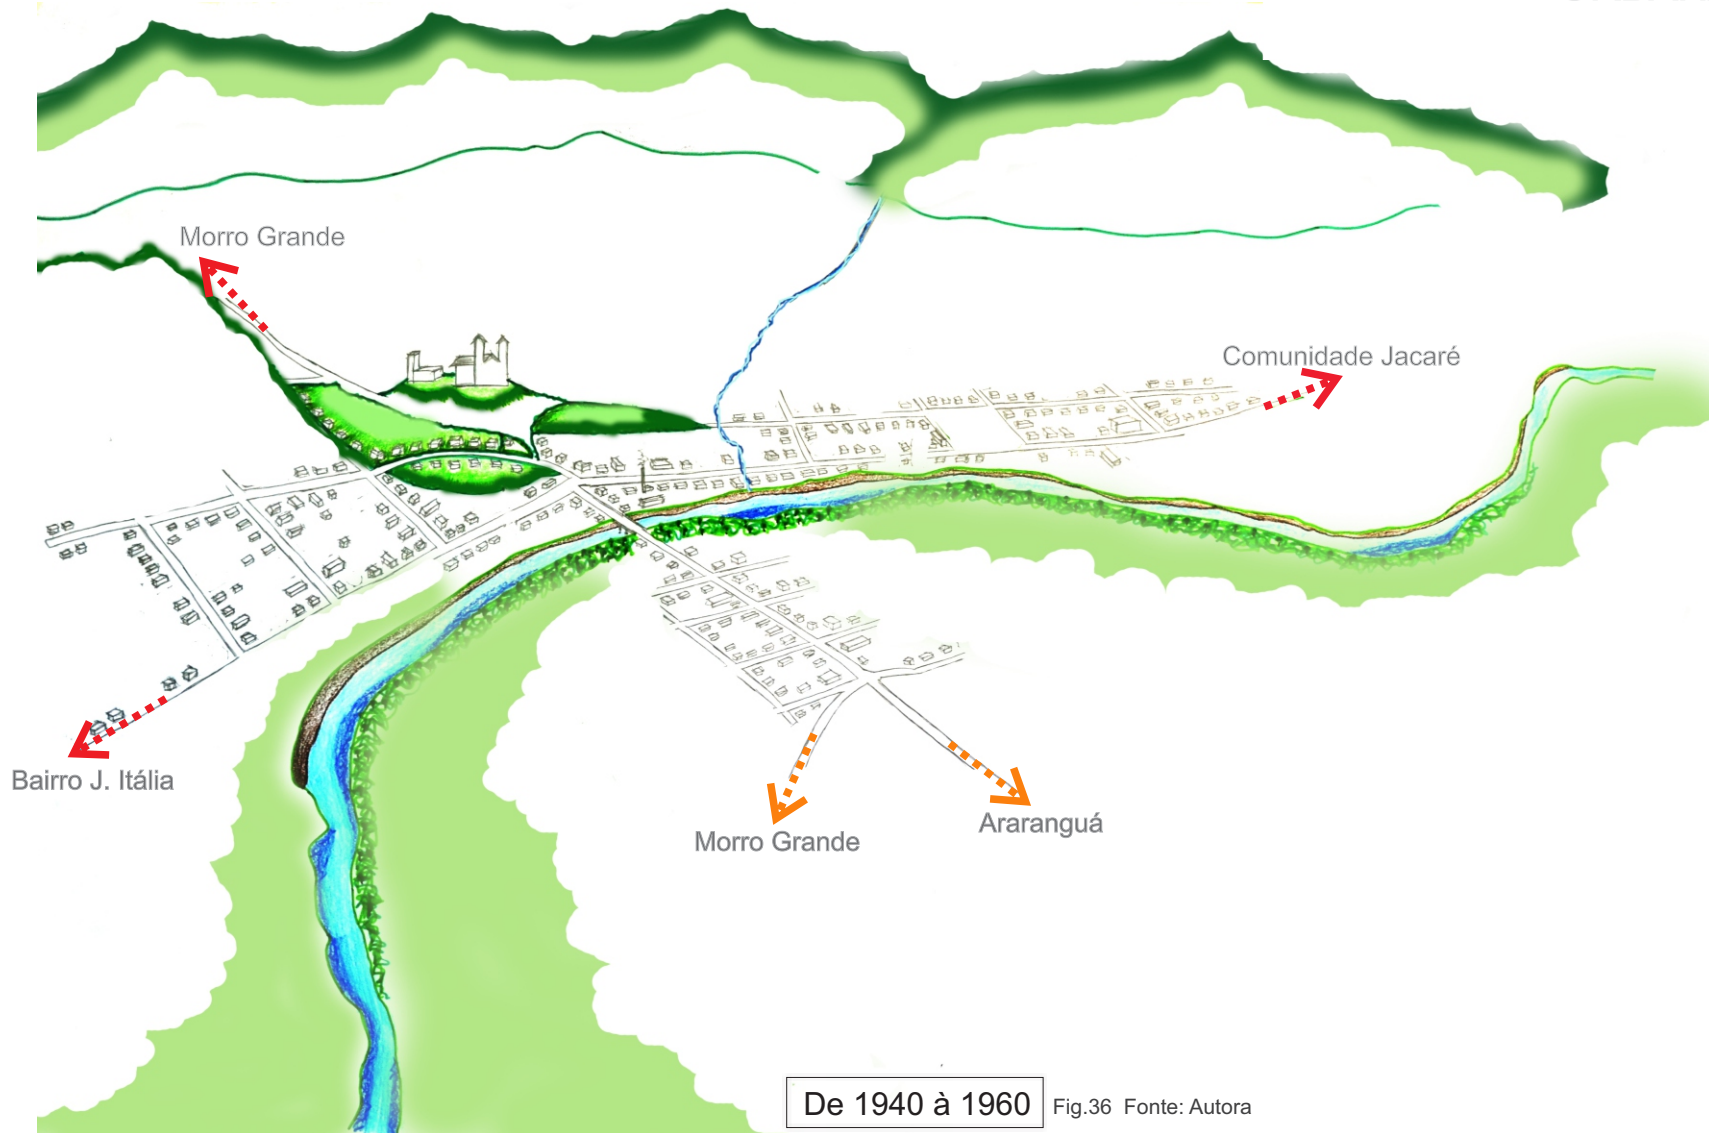 Morro Grande
Comunidade Jacaré
Bairro J. Itália
Morro Grande
Araranguá
De 1940 à 1960
Fig.36 Fonte: Autora